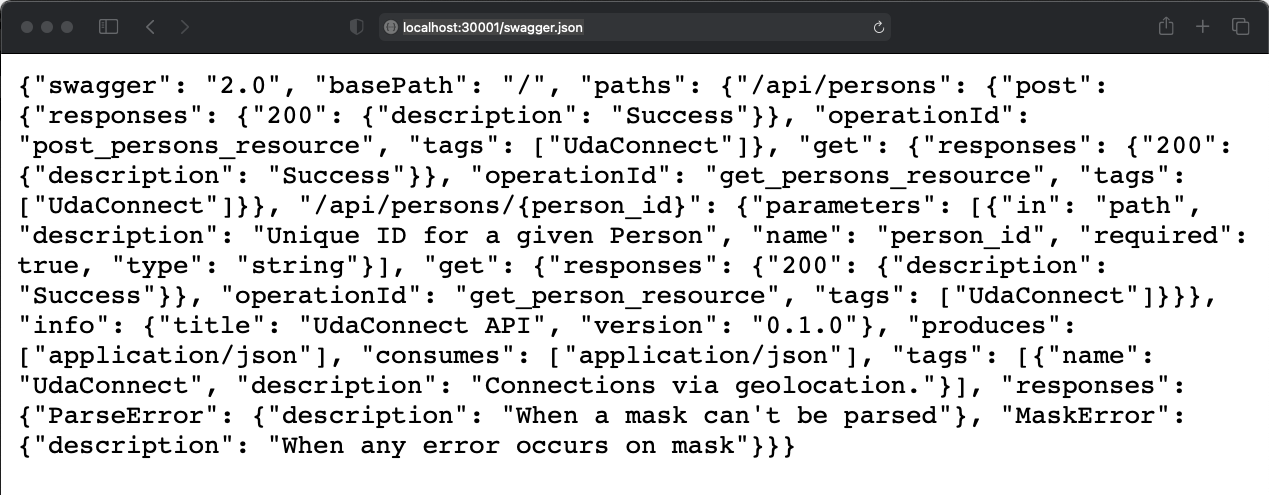 localhost:30001/swagger.json
{"swagger": "2.0", "basePath": "/", "paths": {"/api/persons": {"post":
{"responses": {"200": {"description": "Success"}}, "operationId":
"post_persons_resource", "tags": ["UdaConnect"]}, "get": {"responses": {"200":
{"description": "Success"}}, "operationId": "get_persons_resource", "tags":
["UdaConnect"]}}, "/api/persons/{person_id}": {"parameters": [{"in": "path",
"description": "Unique ID for a given Person", "name": "person_id", "required":
true, "type": "string"}], "get": {"responses": {"200": {"description":
"Success"}}, "operationId": "get_person_resource", "tags": ["UdaConnect"]}}},
"info": {"title": "UdaConnect API", "version": "0.1.0"}, "produces":
["application/json"], "consumes": ["application/json"], "tags": [{"name":
"UdaConnect", "description": "Connections via geolocation."}], "responses":
{"ParseError": {"description": "When a mask can't be parsed"}, "MaskError":
{"description": "When any error occurs on mask"}}}